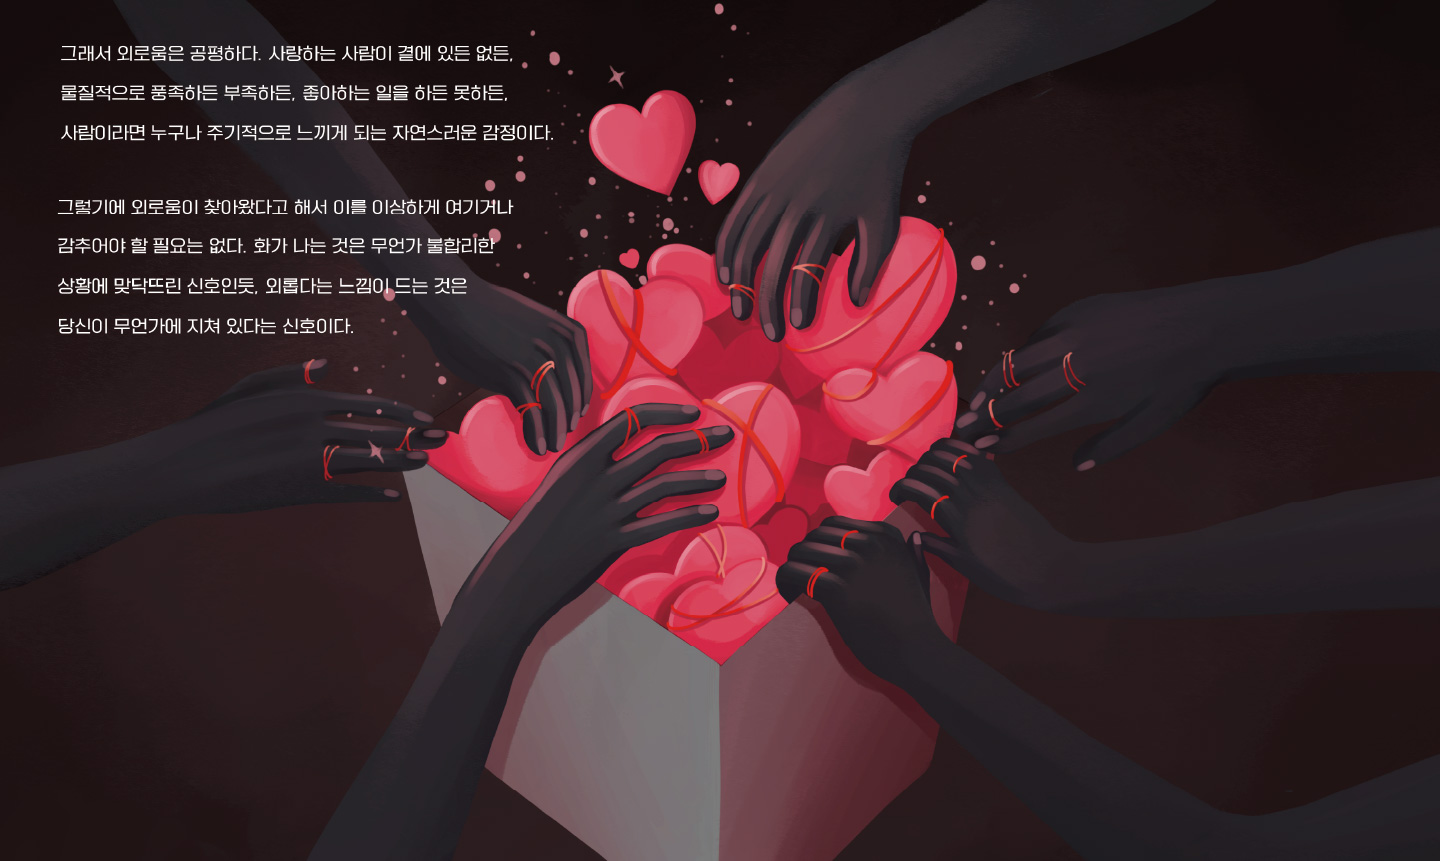 그래서 외로움은 공평하다. 사랑하는 사람이 곁에 있든 없든,
물질적으로 풍족하든 부족하든, 좋아하는 일을 하든 못하든,
사람이라면 누구나 주기적으로 느끼게 되는 자연스러운 감정이다.
그렇기에 외로움이 찾아왔다고 해서 이를 이상하게 여기거나
감추어야 할 필요는 없다. 화가 나는 것은 무언가 불합리한
상황에 맞닥뜨린 신호인듯, 외롭다는 느낌이 드는 것은
당신이 무언가에 지쳐 있다는 신호이다.